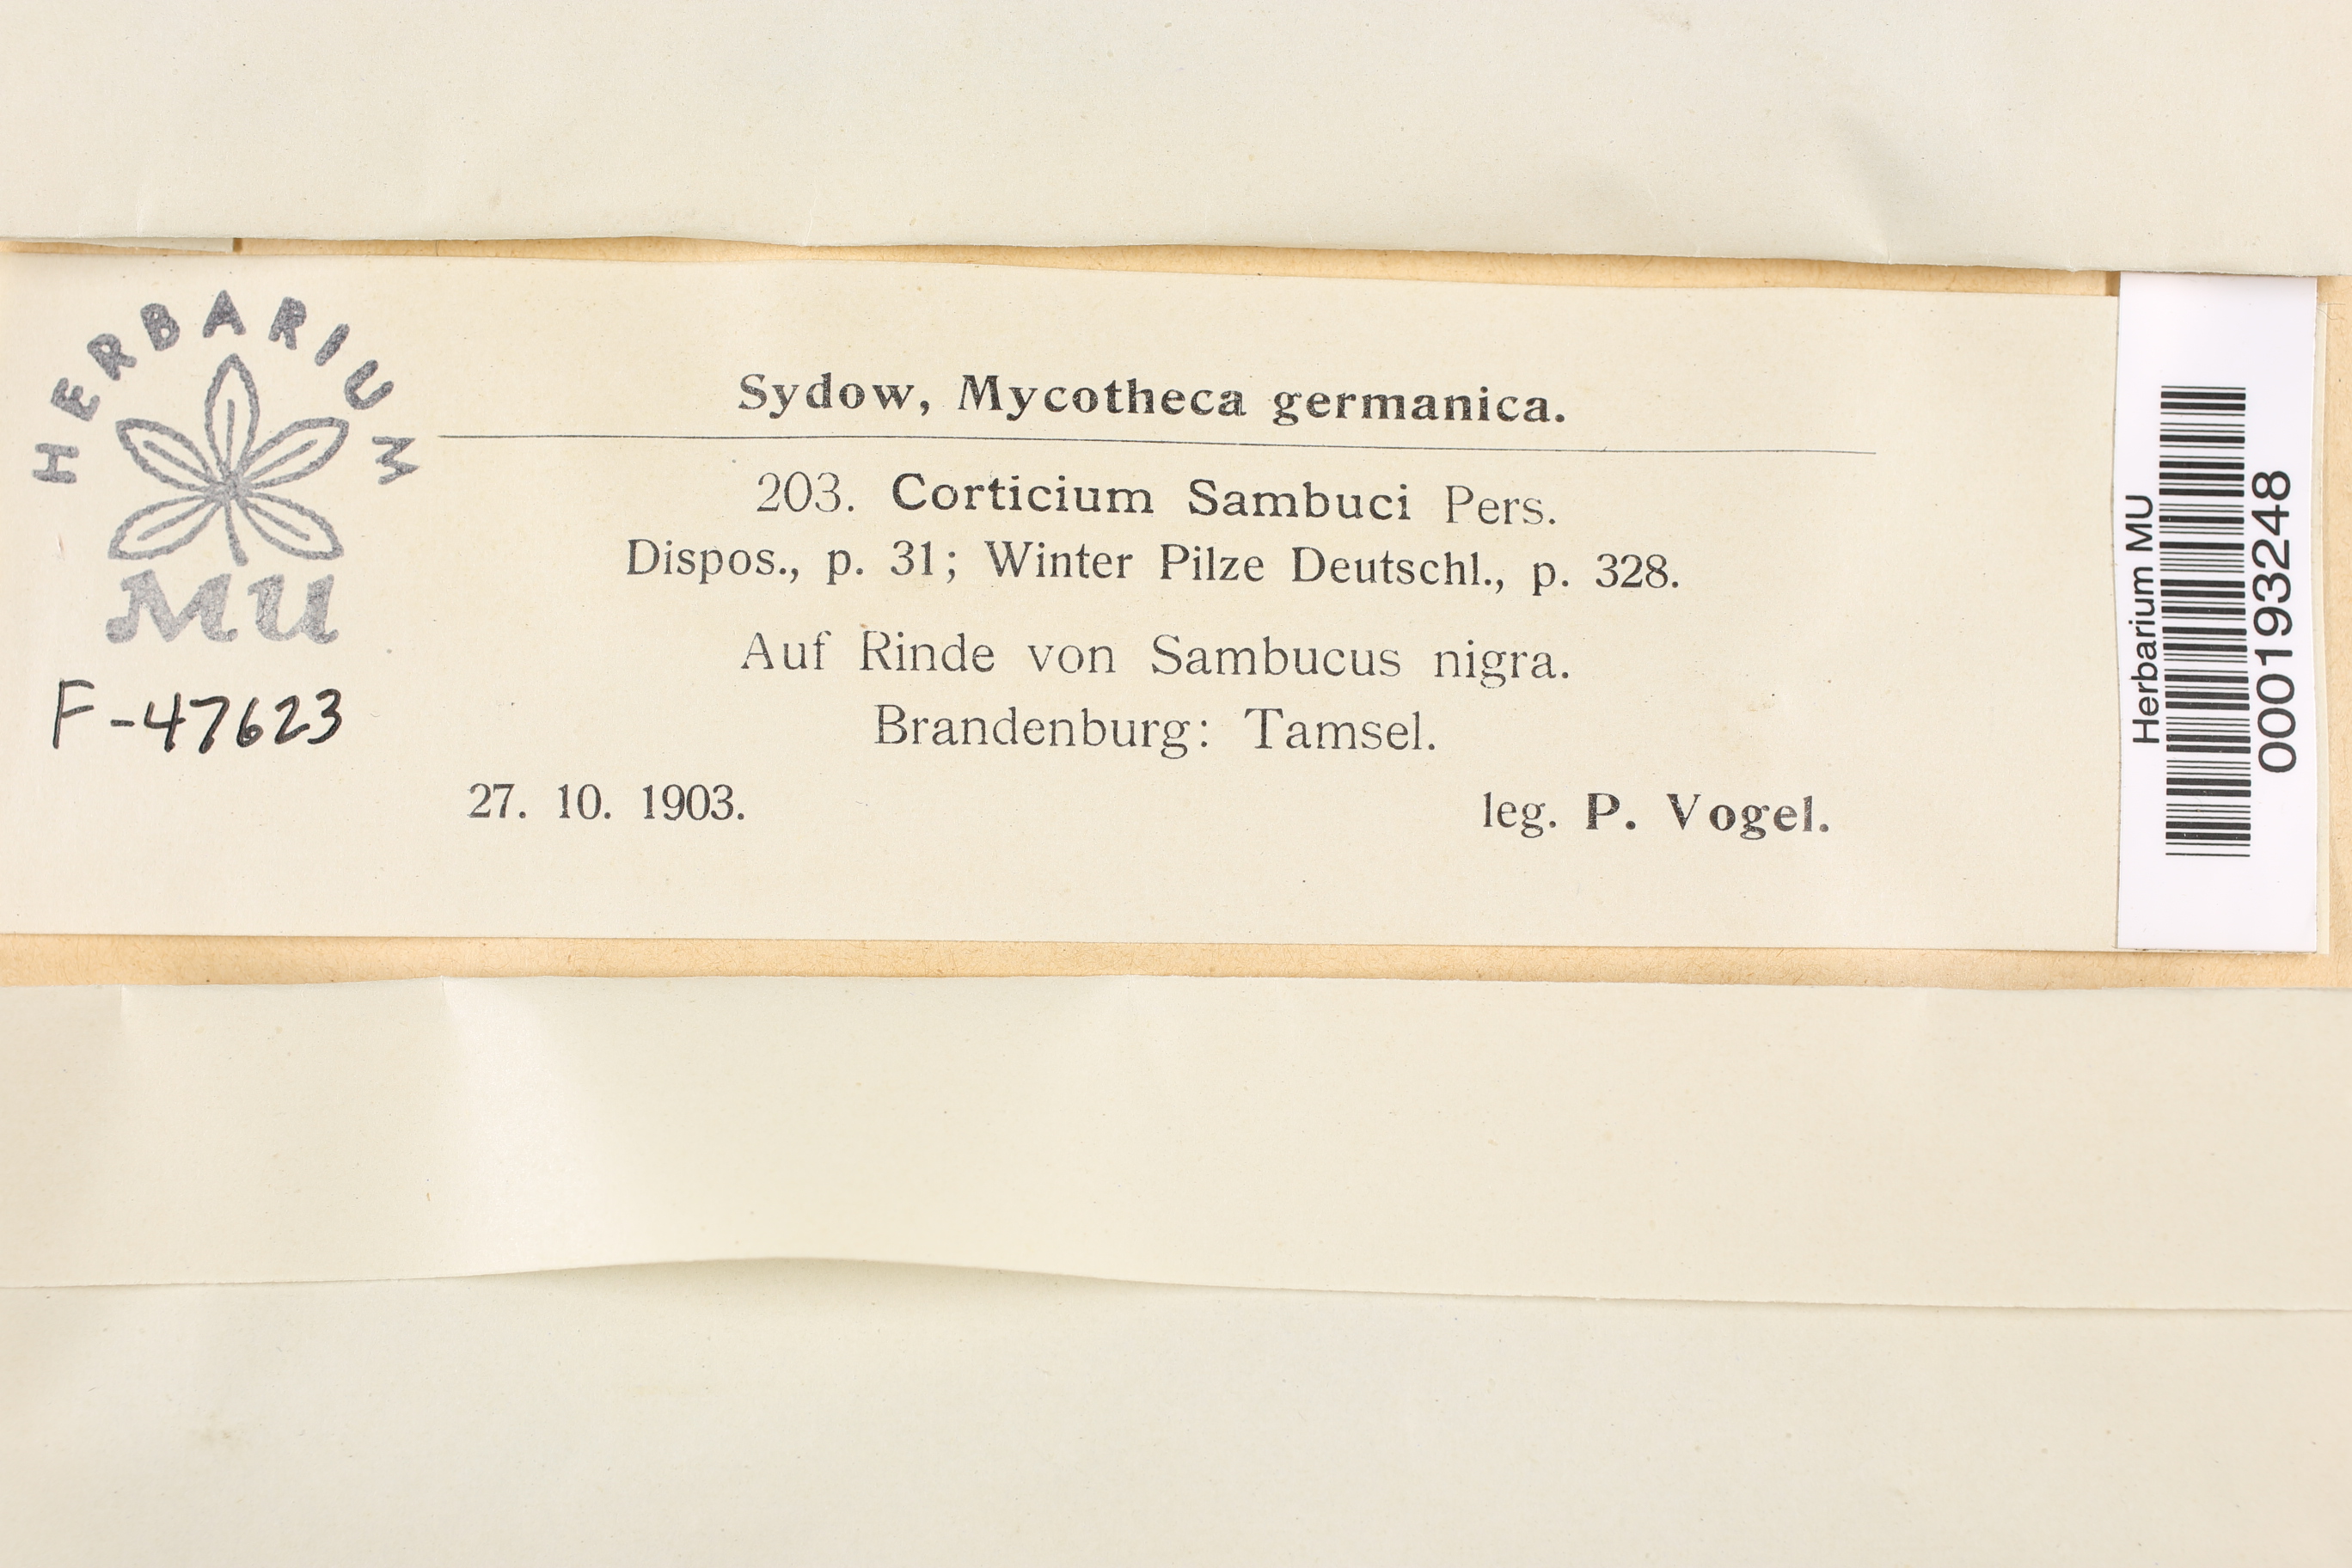 HERBARIUM
MU
F-47623
Sydow, Mycotheca germanica.
203. Corticium Sambuci Pers.
Dispos., p. 31; Winter Pilze Deutschl., p. 328.
Auf Rinde von Sambucus nigra.
Brandenburg: Tamsel.
27. 10. 1903. leg. P. Vogel.
Herbarium MU
000193248